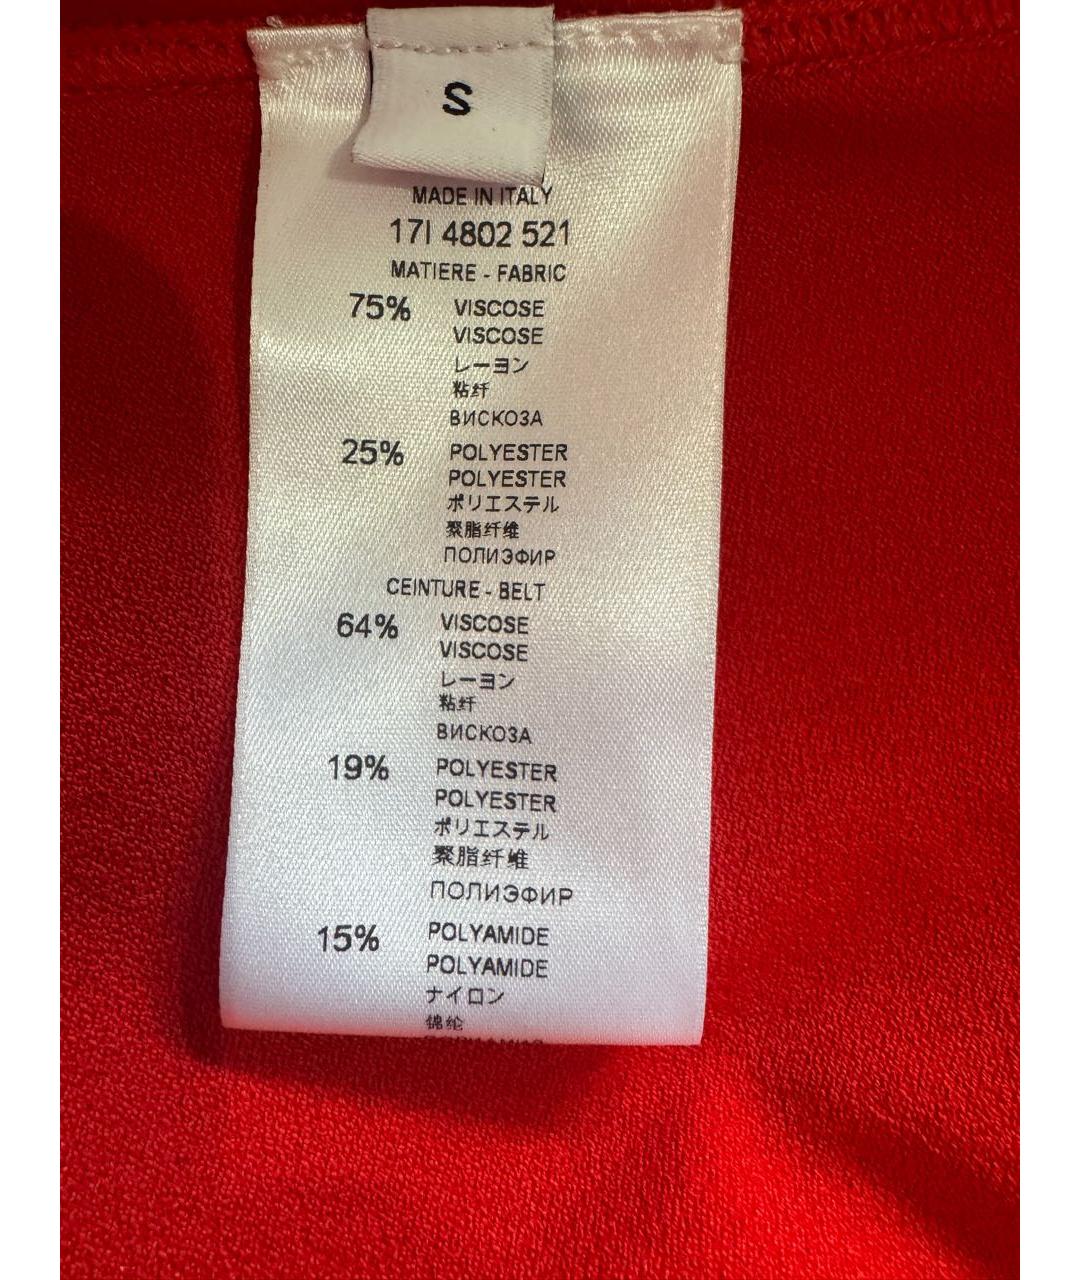 S
MADE IN ITALY
17I 4802 521
MATIERE - FABRIC
75% VISCOSE
VISCOSE
レーヨン
粘纤
ВИСКОЗА
25% POLYESTER
POLYESTER
ポリエステル
聚脂纤维
ПОЛИЭФИР
CEINTURE - BELT
64% VISCOSE
VISCOSE
レーヨン
粘纤
ВИСКОЗА
19% POLYESTER
POLYESTER
ポリエステル
聚脂纤维
ПОЛИЭФИР
15% POLYAMIDE
POLYAMIDE
ナイロン
锦纶